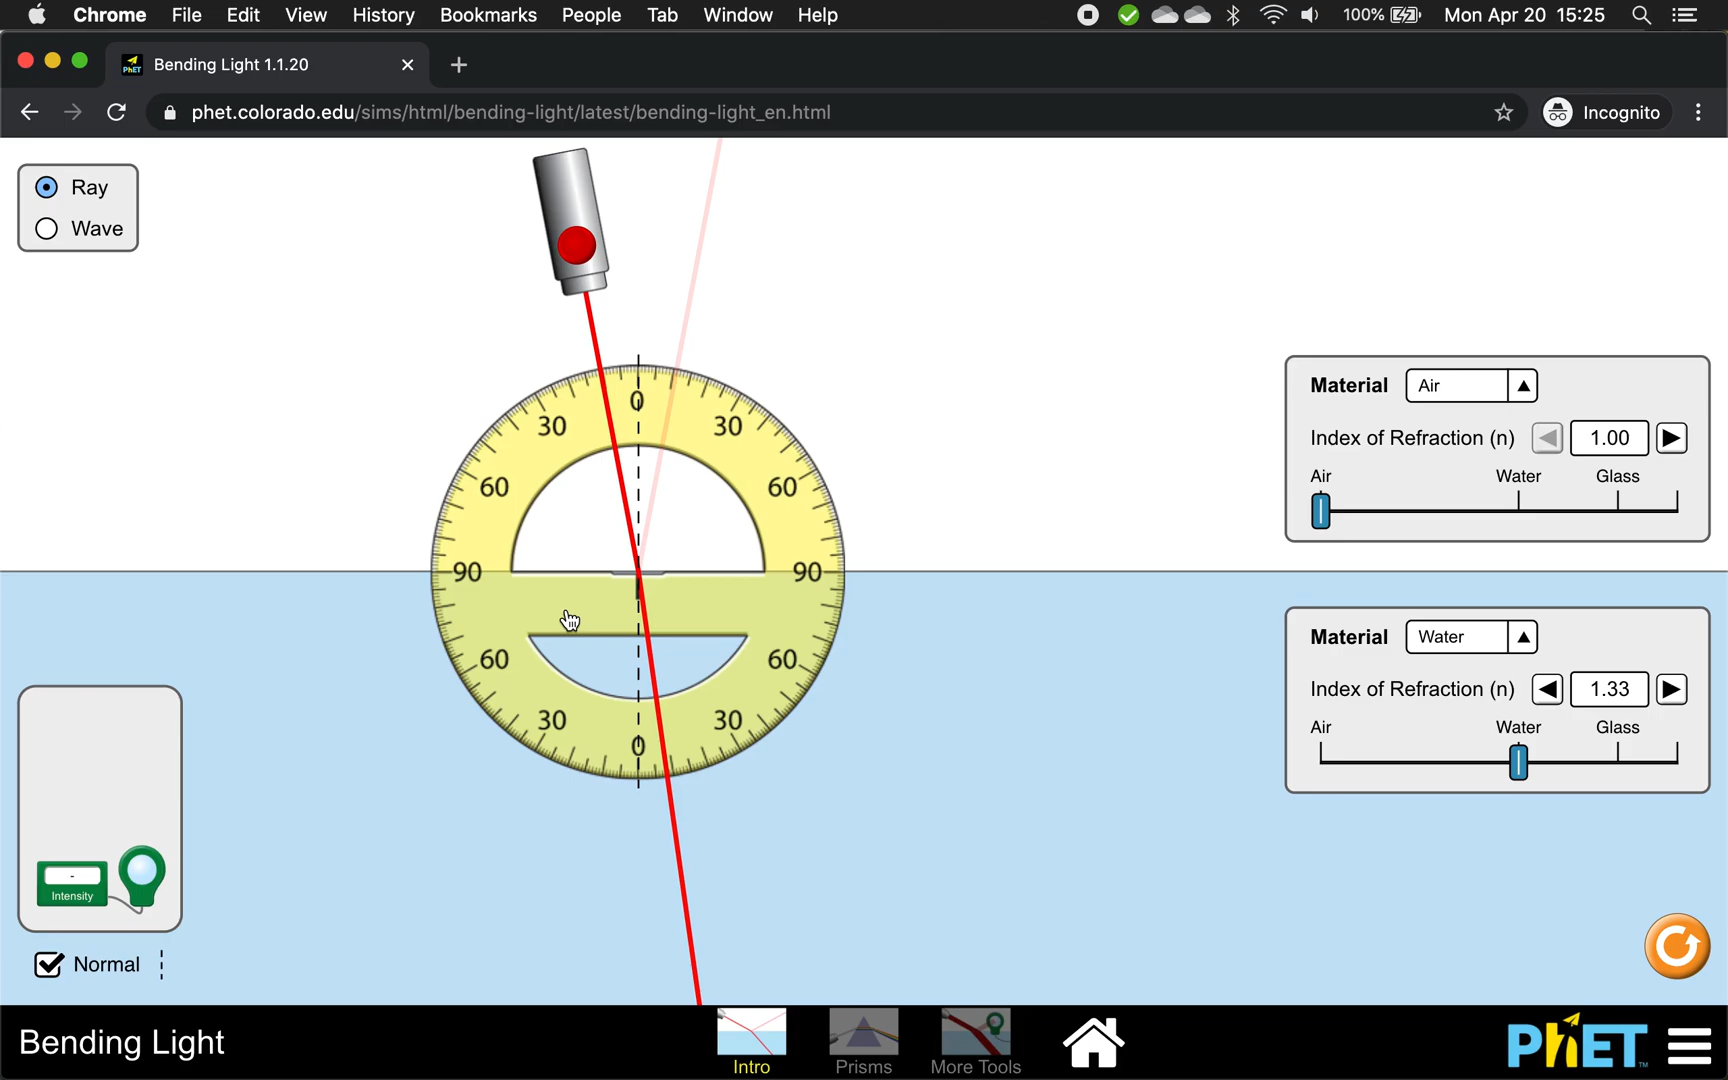 Chrome File Edit View History Bookmarks People Tab Window Help 100% Mon Apr 20 15:25
Bending Light 1.1.20
phet.colorado.edu/sims/html/bending-light/latest/bending-light_en.html Incognito
Ray
Wave
0
30 30
60 60
90 90
60 60
30 30
0
Material Air
Index of Refraction (n) 1.00
Air Water Glass
Material Water
Index of Refraction (n) 1.33
Air Water Glass
-
Intensity
Normal
Bending Light
Intro Prisms More Tools
PhET